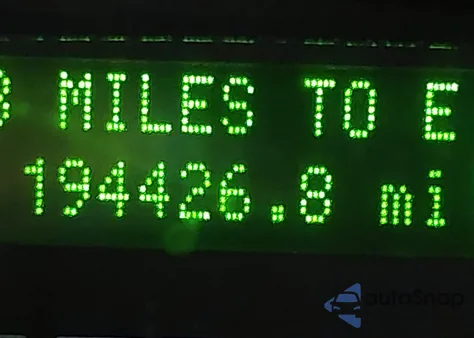 MILES TO E
194426.8 mi
autoSnap